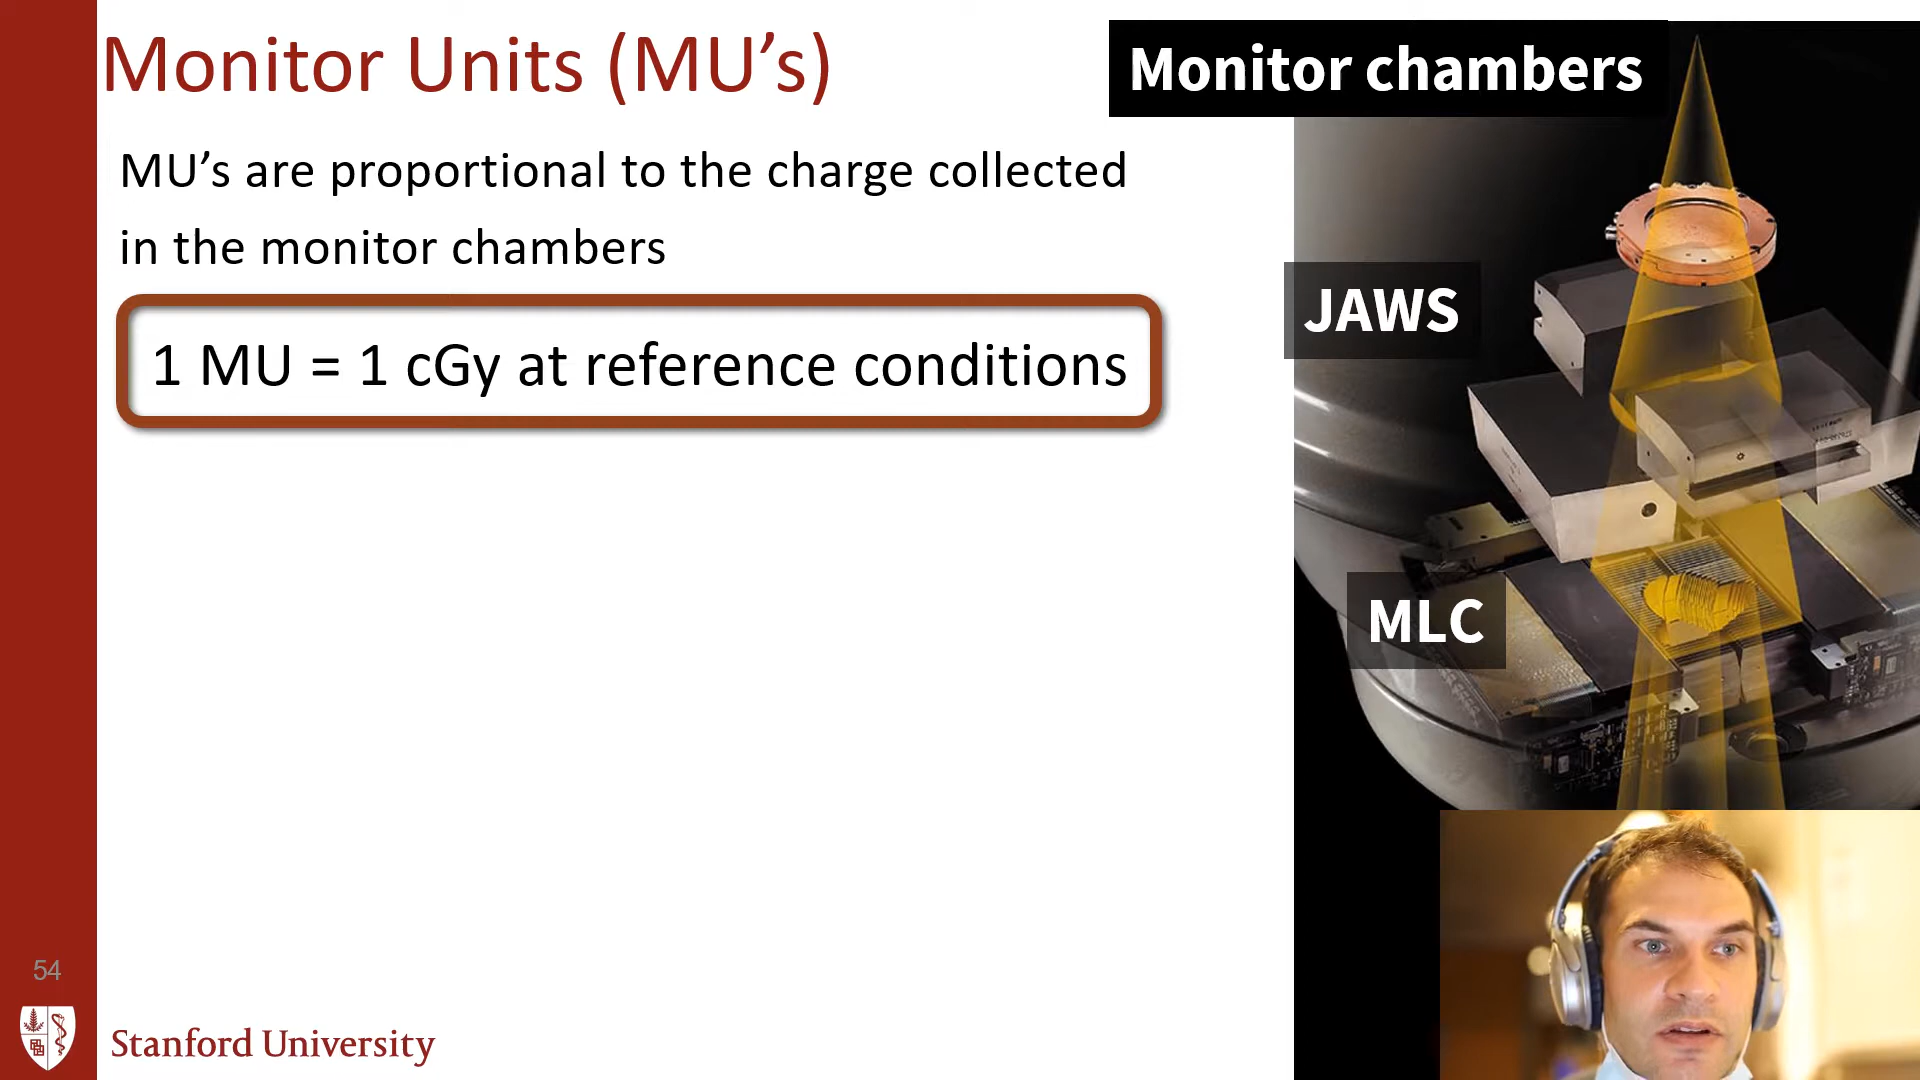 Monitor Units (MU’s)
Monitor chambers
MU’s are proportional to the charge collected
in the monitor chambers
1 MU = 1 cGy at reference conditions
JAWS
MLC
54
Stanford University